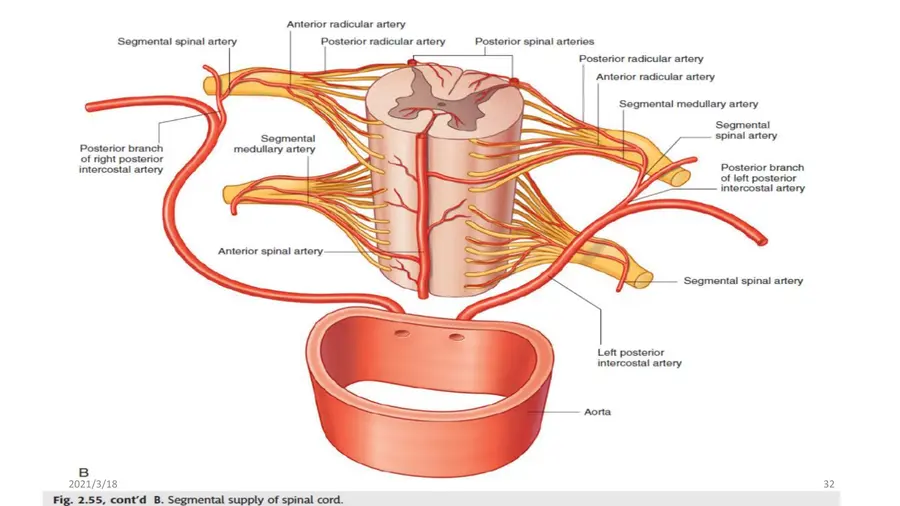 Anterior radicular artery
Segmental spinal artery
Posterior radicular artery
Posterior spinal arteries
Posterior radicular artery
Anterior radicular artery
Segmental medullary artery
Segmental
spinal artery
Segmental
medullary artery
Posterior branch
of right posterior
intercostal artery
Posterior branch
of left posterior
intercostal artery
Anterior spinal artery
Segmental spinal artery
Left posterior
intercostal artery
Aorta
B
2021/3/18
32
Fig. 2.55, cont'd B. Segmental supply of spinal cord.